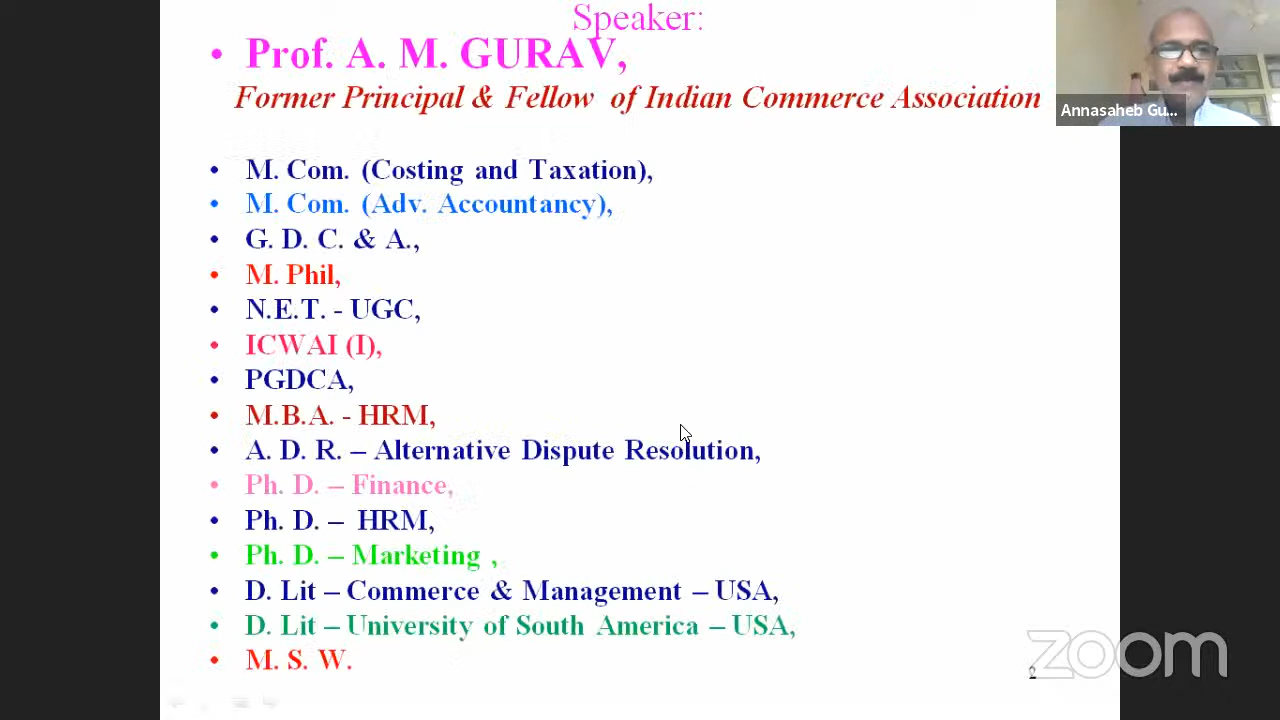 Speaker:
• Prof. A. M. GURAV,
Former Principal & Fellow of Indian Commerce Association
Annasaheb Gu...
• M. Com. (Costing and Taxation),
• M. Com. (Adv. Accountancy),
• G. D. C. & A.,
• M. Phil,
• N.E.T. - UGC,
• ICWAI (I),
• PGDCA,
• M.B.A. - HRM,
• A. D. R. – Alternative Dispute Resolution,
• Ph. D. – Finance,
• Ph. D. – HRM,
• Ph. D. – Marketing ,
• D. Lit – Commerce & Management – USA,
• D. Lit – University of South America – USA,
• M. S. W.
zoom
2